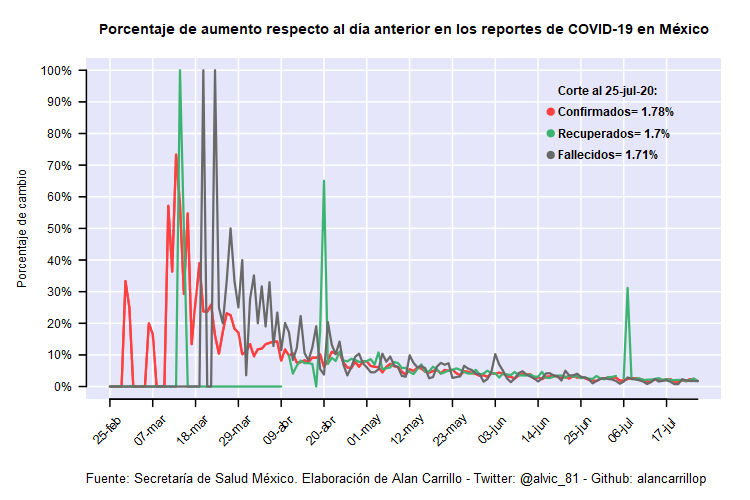 Porcentaje de aumento respecto al día anterior en los reportes de COVID-19 en México
Porcentaje de cambio
100%
90%
80%
70%
60%
50%
40%
30%
20%
10%
0%
Corte al 25-jul-20:
Confirmados= 1.78%
Recuperados= 1.7%
Fallecidos= 1.71%
25-feb
07-mar
18-mar
29-mar
09-abr
20-abr
01-may
12-may
23-may
03-jun
14-jun
25-jun
06-jul
17-jul
Fuente: Secretaría de Salud México. Elaboración de Alan Carrillo - Twitter: @alvic_81 - Github: alancarrillop